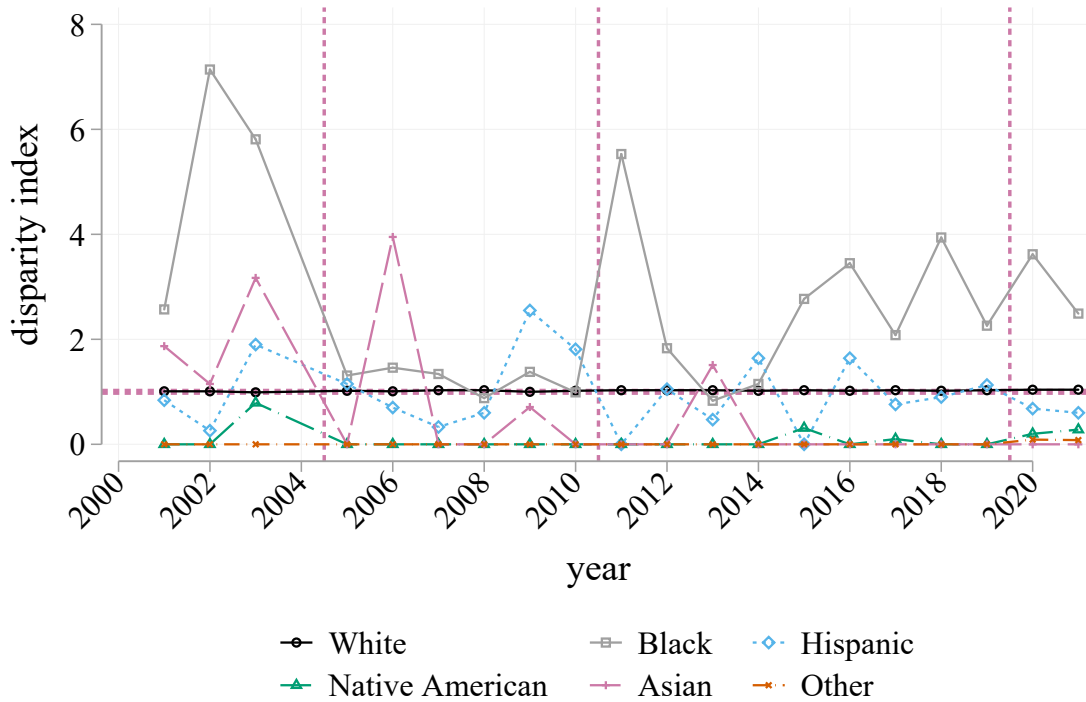 8
6
4
2
0
disparity index
2000 2002 2004 2006 2008 2010 2012 2014 2016 2018 2020
year
White Black Hispanic
Native American Asian Other